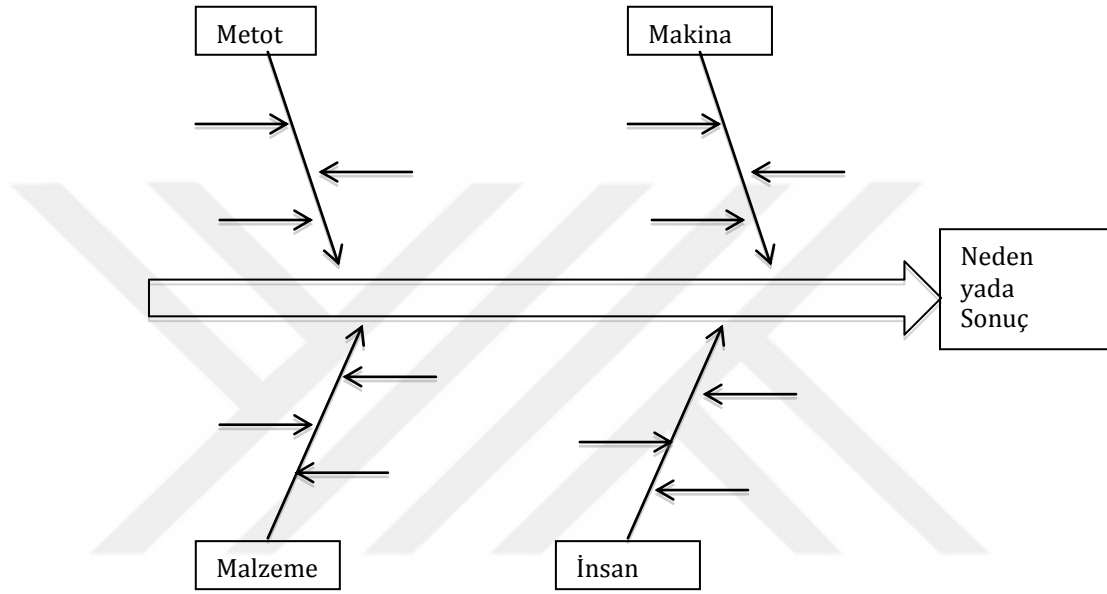 Metot
Makina
Neden
yada
Sonuç
Malzeme
İnsan